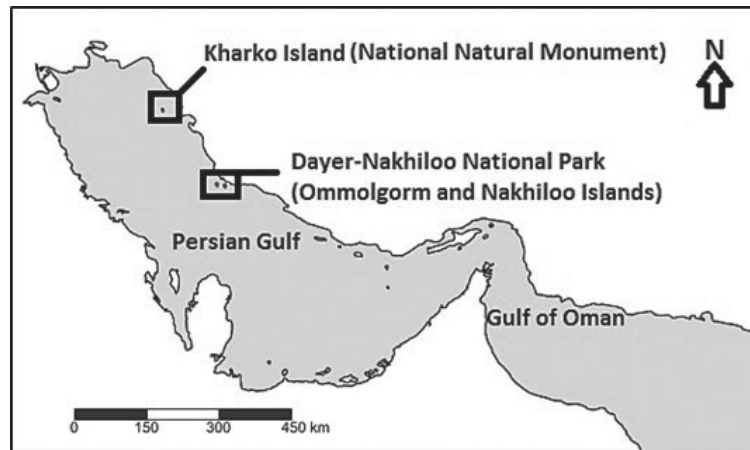 Kharko Island (National Natural Monument)
N
Dayer-Nakhiloo National Park
(Ommolgorm and Nakhiloo Islands)
Persian Gulf
Gulf of Oman
0 150 300 450 km